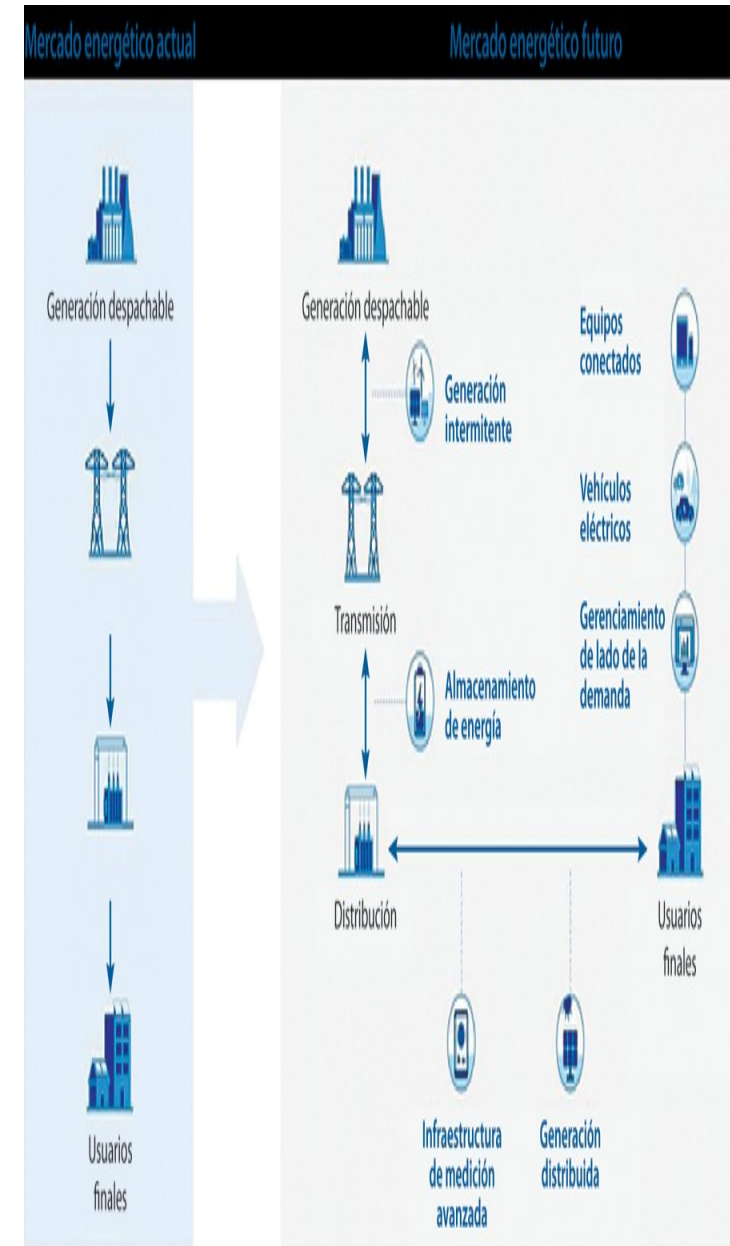 Mercado energético actual
Mercado energético futuro
Generación despachable
Usuarios
finales
Generación despachable
Generación
intermitente
Transmisión
Almacenamiento
de energía
Distribución
Equipos
conectados
Vehículos
eléctricos
Gerenciamiento
de lado de la
demanda
Usuarios
finales
Infraestructura
de medición
avanzada
Generación
distribuida